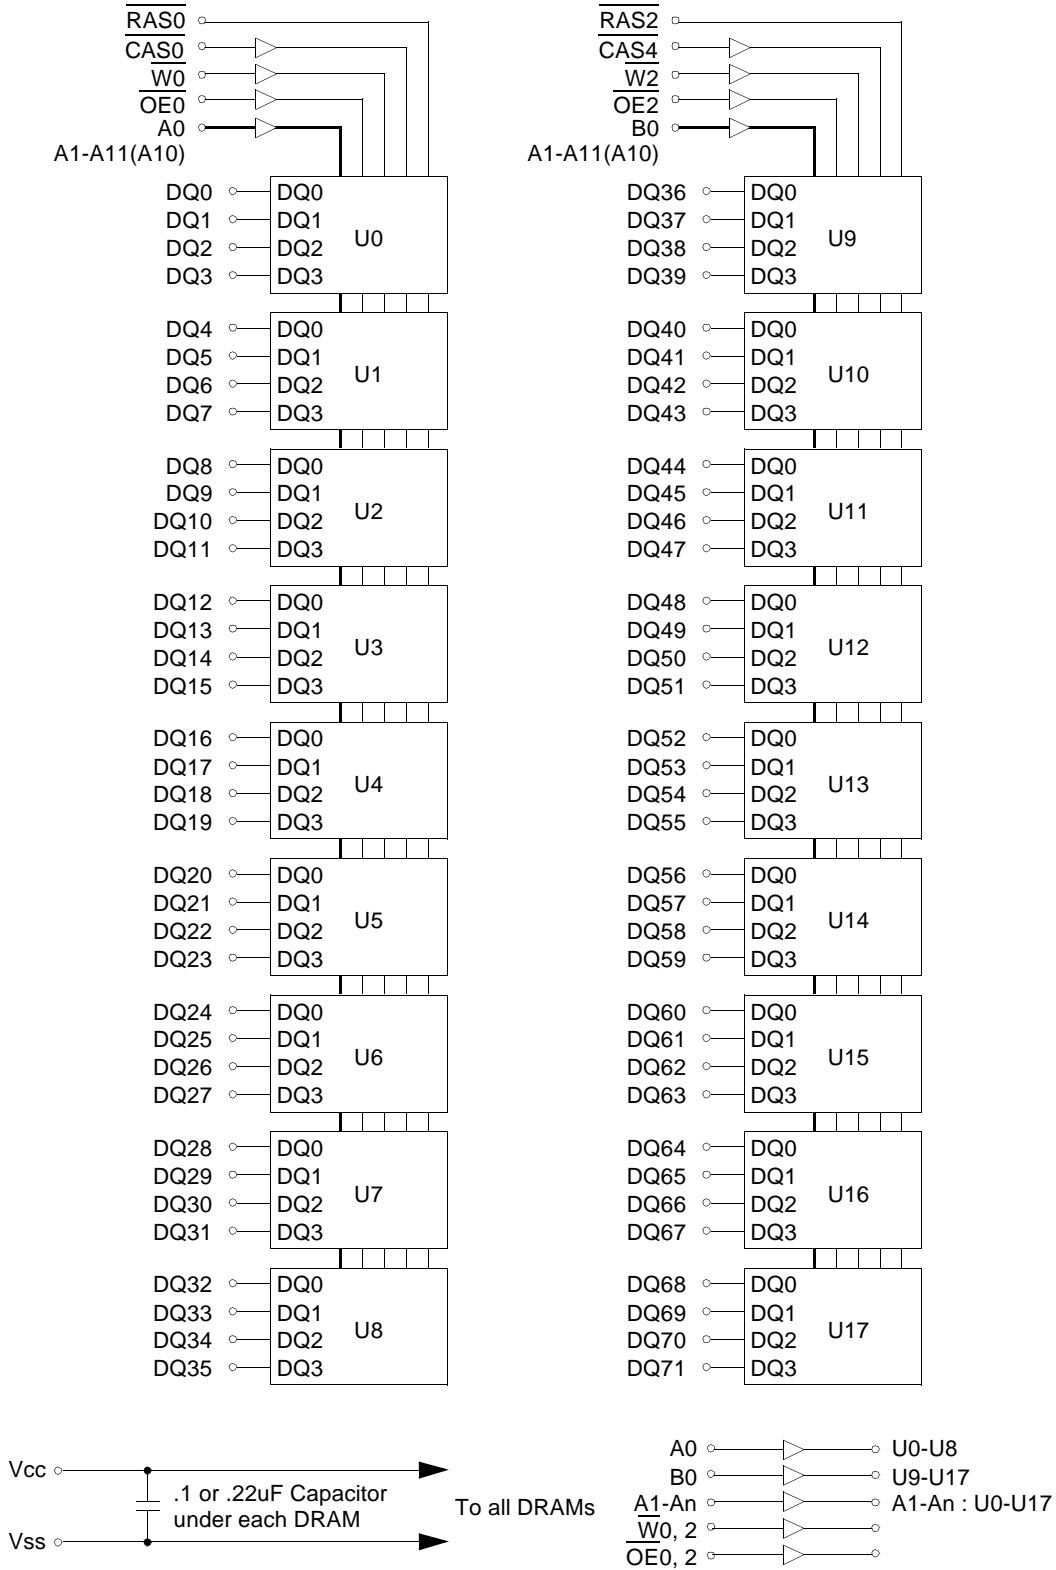 RAS0
CAS0
W0
OE0
A0
A1-A11(A10)
DQ0 DQ0
DQ1 DQ1
DQ2 DQ2
DQ3 DQ3
U0
DQ4 DQ0
DQ5 DQ1
DQ6 DQ2
DQ7 DQ3
U1
DQ8 DQ0
DQ9 DQ1
DQ10 DQ2
DQ11 DQ3
U2
DQ12 DQ0
DQ13 DQ1
DQ14 DQ2
DQ15 DQ3
U3
DQ16 DQ0
DQ17 DQ1
DQ18 DQ2
DQ19 DQ3
U4
DQ20 DQ0
DQ21 DQ1
DQ22 DQ2
DQ23 DQ3
U5
DQ24 DQ0
DQ25 DQ1
DQ26 DQ2
DQ27 DQ3
U6
DQ28 DQ0
DQ29 DQ1
DQ30 DQ2
DQ31 DQ3
U7
DQ32 DQ0
DQ33 DQ1
DQ34 DQ2
DQ35 DQ3
U8
RAS2
CAS4
W2
OE2
B0
A1-A11(A10)
DQ36 DQ0
DQ37 DQ1
DQ38 DQ2
DQ39 DQ3
U9
DQ40 DQ0
DQ41 DQ1
DQ42 DQ2
DQ43 DQ3
U10
DQ44 DQ0
DQ45 DQ1
DQ46 DQ2
DQ47 DQ3
U11
DQ48 DQ0
DQ49 DQ1
DQ50 DQ2
DQ51 DQ3
U12
DQ52 DQ0
DQ53 DQ1
DQ54 DQ2
DQ55 DQ3
U13
DQ56 DQ0
DQ57 DQ1
DQ58 DQ2
DQ59 DQ3
U14
DQ60 DQ0
DQ61 DQ1
DQ62 DQ2
DQ63 DQ3
U15
DQ64 DQ0
DQ65 DQ1
DQ66 DQ2
DQ67 DQ3
U16
DQ68 DQ0
DQ69 DQ1
DQ70 DQ2
DQ71 DQ3
U17
Vcc
.1 or .22uF Capacitor
under each DRAM
Vss
To all DRAMs
A0 U0-U8
B0 U9-U17
A1-An A1-An : U0-U17
W0, 2
OE0, 2